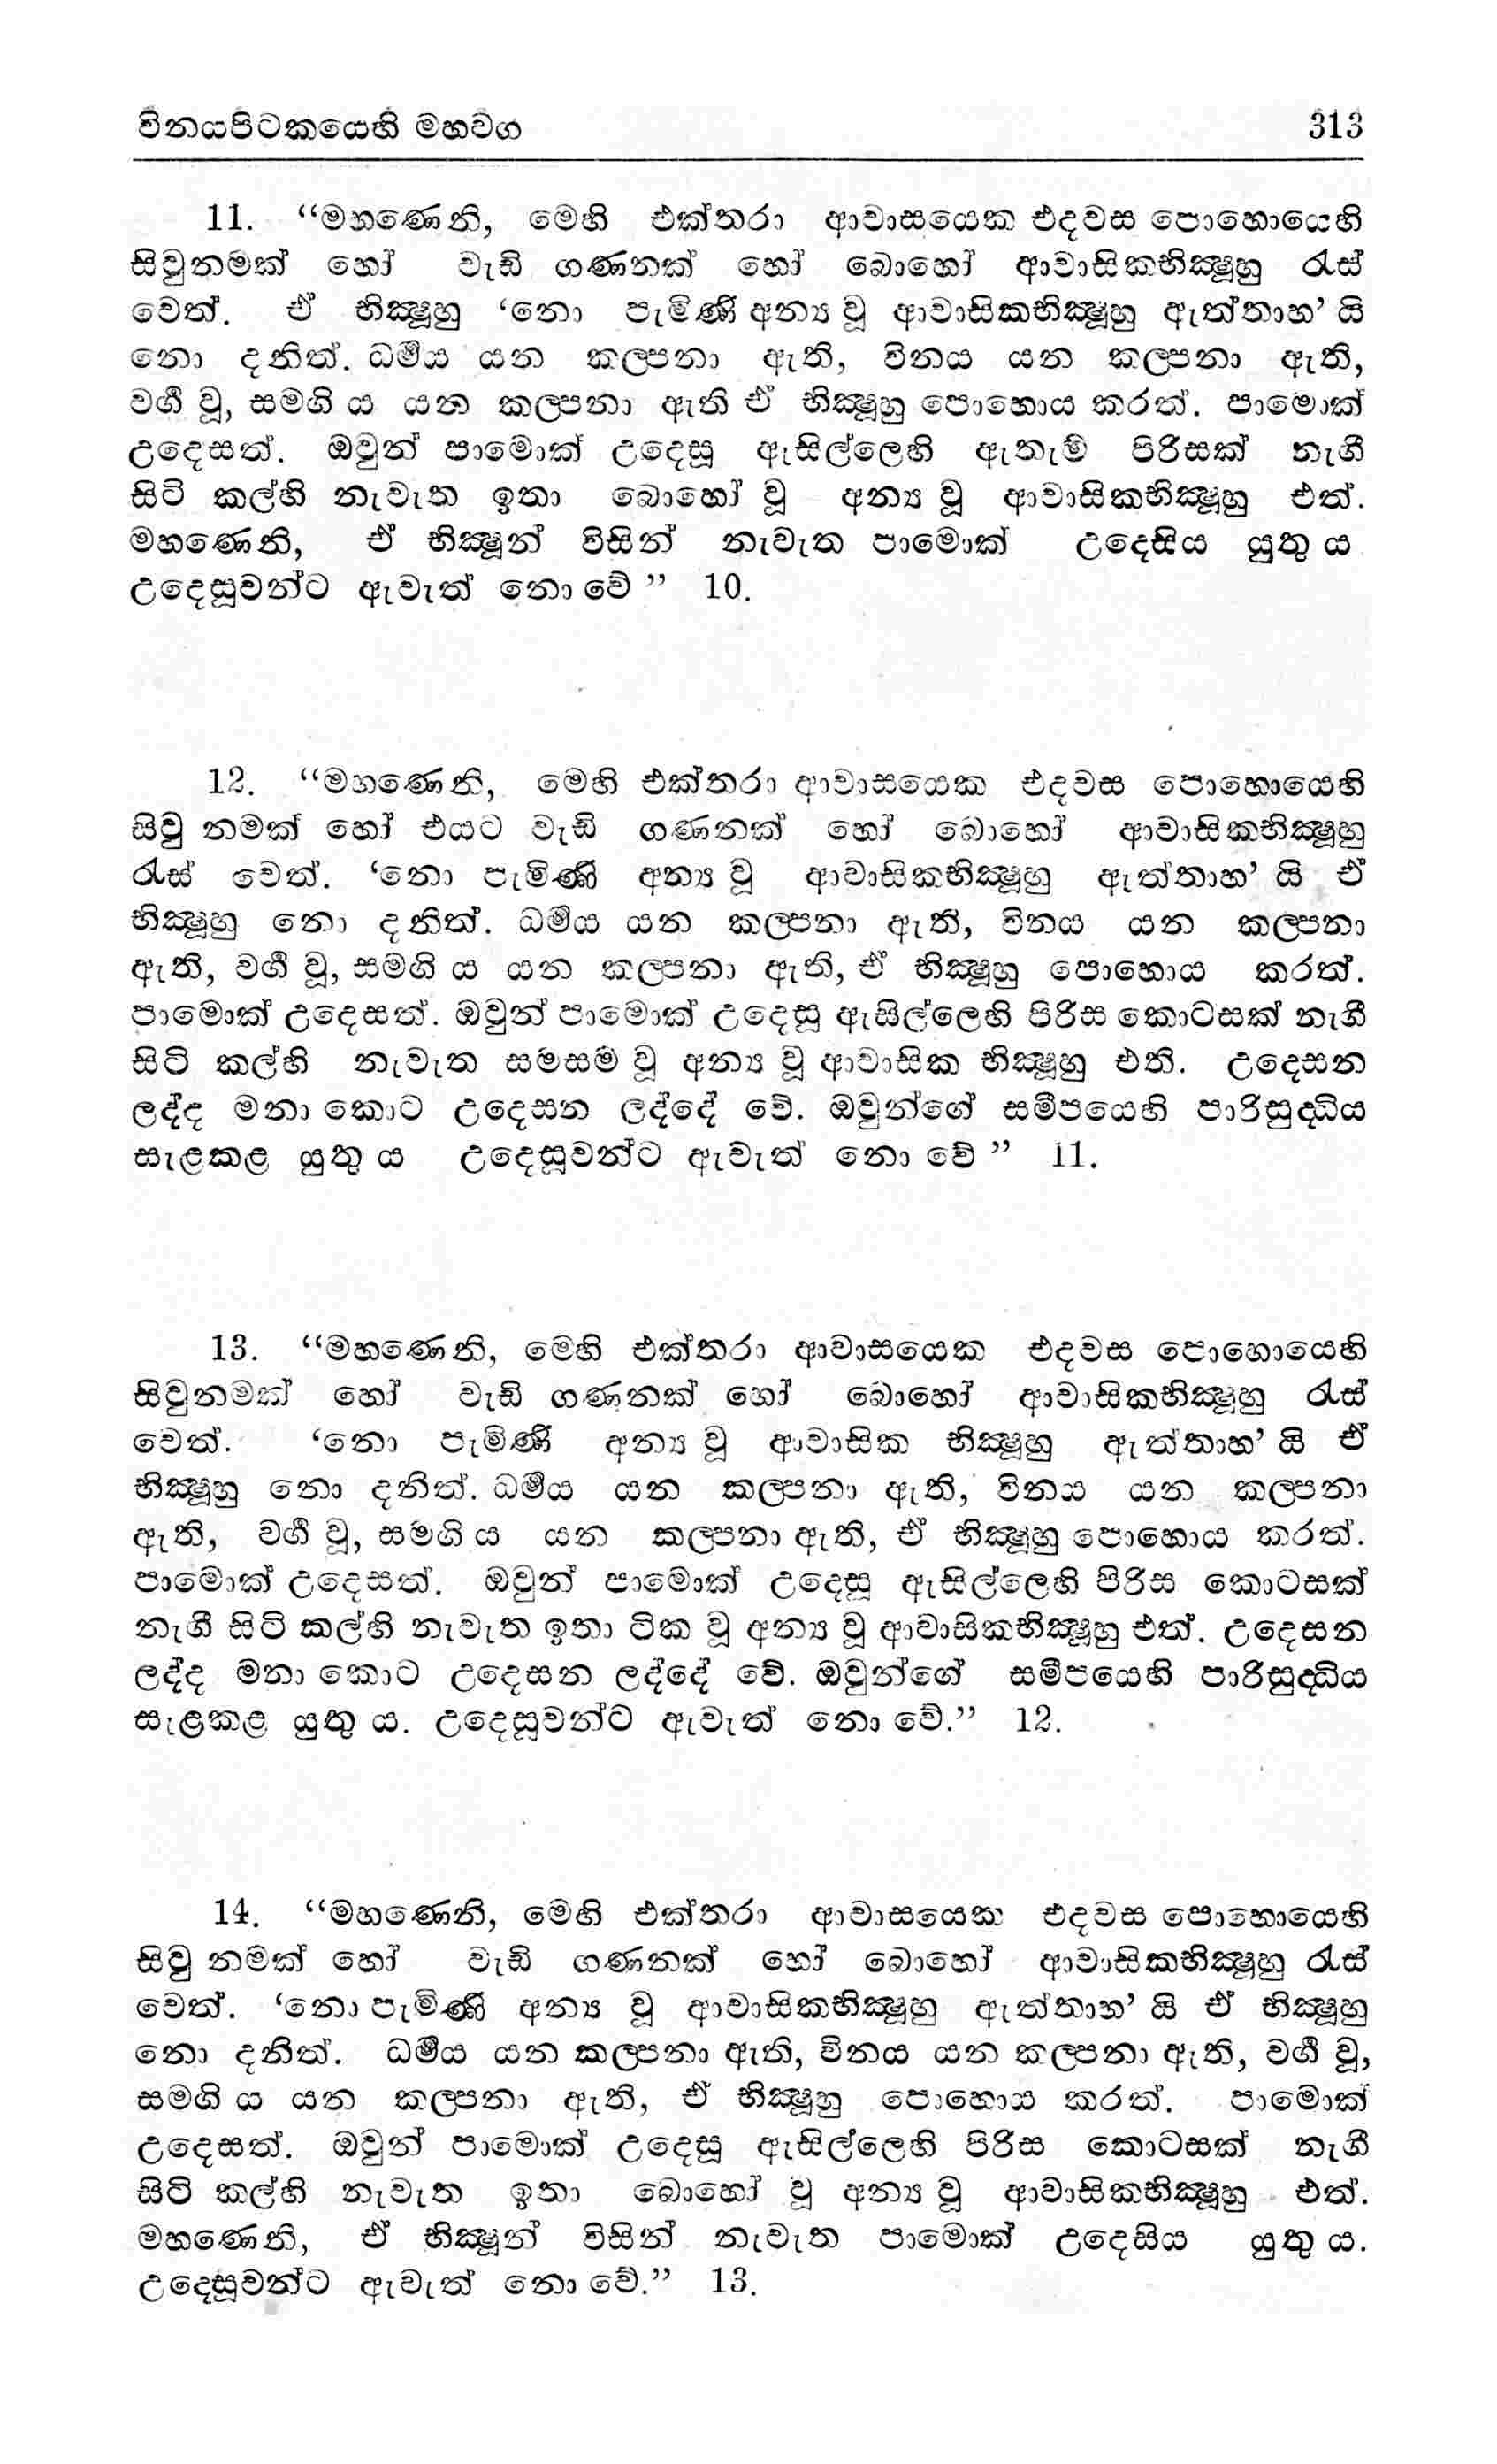 විනයපිටකයෙහි මහවග 313
11. “මහණෙනි, මෙහි එක්තරා ආවාසයෙක එදවස පොහොයෙහි
සිවුනමක් හෝ වැඩි ගණනක් හෝ බොහෝ ආවාසිකභික්‍ෂූහු රැස්
වෙත්. ඒ භික්‍ෂූහු ‘නො පැමිණි අන්‍ය වූ ආවාසිකභික්‍ෂූහු ඇත්තාහ’ යි
නො දනිත්. ධර්‍මය යන කල්පනා ඇති, විනය යන කල්පනා ඇති,
වර්‍ග වූ, සමගි ය යන කල්පනා ඇති ඒ භික්‍ෂූහු පොහොය කරත්. පාමොක්
උදෙසත්. ඔවුන් පාමොක් උදෙසූ ඇසිල්ලෙහි ඇතැම් පිරිසක් නැගී
සිටි කල්හි නැවැත ඉතා බොහෝ වූ අන්‍ය වූ ආවාසිකභික්‍ෂූහු එත්.
මහණෙනි, ඒ භික්‍ෂූන් විසින් නැවැත පාමොක් උදෙසිය යුතු ය
උදෙසූවන්ට ඇවැත් නො වේ” 10.
12. “මහණෙනි, මෙහි එක්තරා ආවාසයෙක එදවස පොහොයෙහි
සිවු නමක් හෝ එයට වැඩි ගණනක් හෝ බොහෝ ආවාසිකභික්‍ෂූහු
රැස් වෙත්. ‘නො පැමිණි අන්‍ය වූ ආවාසිකභික්‍ෂූහු ඇත්තාහ’ යි ඒ
භික්‍ෂූහු නො දනිත්. ධර්‍මය යන කල්පනා ඇති, විනය යන කල්පනා
ඇති, වර්‍ග වූ, සමගි ය යන කල්පනා ඇති, ඒ භික්‍ෂූහු පොහොය කරත්.
පාමොක් උදෙසත්. ඔවුන් පාමොක් උදෙසූ ඇසිල්ලෙහි පිරිස කොටසක් නැගී
සිටි කල්හි නැවැත සමසම වූ අන්‍ය වූ ආවාසික භික්‍ෂූහු එති. උදෙසන
ලද්ද මනා කොට උදෙසන ලද්දේ වේ. ඔවුන්ගේ සමීපයෙහි පාරිසුද්‍ධිය
සැළකළ යුතු ය උදෙසූවන්ට ඇවැත් නො වේ” 11.
13. “මහණෙනි, මෙහි එක්තරා ආවාසයෙක එදවස පොහොයෙහි
සිවුනමක් හෝ වැඩි ගණනක් හෝ බොහෝ ආවාසිකභික්‍ෂූහු රැස්
වෙත්. ‘නො පැමිණි අන්‍ය වූ ආවාසික භික්‍ෂූහු ඇත්තාහ’ යි ඒ
භික්‍ෂූහු නො දනිත්. ධර්‍මය යන කල්පනා ඇති, විනය යන කල්පනා
ඇති, වර්‍ග වූ, සමගි ය යන කල්පනා ඇති, ඒ භික්‍ෂූහු පොහොය කරත්.
පාමොක් උදෙසත්. ඔවුන් පාමොක් උදෙසූ ඇසිල්ලෙහි පිරිස කොටසක්
නැගී සිටි කල්හි නැවැත ඉතා ටික වූ අන්‍ය වූ ආවාසිකභික්‍ෂූහු එත්. උදෙසන
ලද්ද මනා කොට උදෙසන ලද්දේ වේ. ඔවුන්ගේ සමීපයෙහි පාරිසුද්‍ධිය
සැළකළ යුතු ය. උදෙසූවන්ට ඇවැත් නො වේ.” 12.
14. “මහණෙනි, මෙහි එක්තරා ආවාසයෙක එදවස පොහොයෙහි
සිවු නමක් හෝ වැඩි ගණනක් හෝ බොහෝ ආවාසිකභික්‍ෂූහු රැස්
වෙත්. ‘නො පැමිණි අන්‍ය වූ ආවාසිකභික්‍ෂූහු ඇත්තාහ’ යි ඒ භික්‍ෂූහු
නො දනිත්. ධර්‍මය යන කල්පනා ඇති, විනය යන කල්පනා ඇති, වර්‍ග වූ,
සමගි ය යන කල්පනා ඇති, ඒ භික්‍ෂූහු පොහොය කරත්. පාමොක්
උදෙසත්. ඔවුන් පාමොක් උදෙසූ ඇසිල්ලෙහි පිරිස කොටසක් නැගී
සිටි කල්හි නැවැත ඉතා බොහෝ වූ අන්‍ය වූ ආවාසිකභික්‍ෂූහු එත්.
මහණෙනි, ඒ භික්‍ෂූන් විසින් නැවැත පාමොක් උදෙසිය යුතු ය.
උදෙසූවන්ට ඇවැත් නො වේ.” 13.